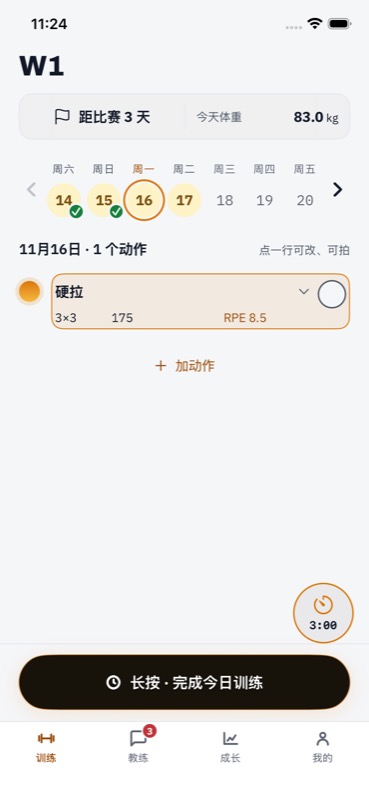 11:24
W1
距比赛 3 天 今天体重 83.0 kg
周六 周日 周一 周二 周三 周四 周五
14 15 16 17 18 19 20
11月16日 · 1 个动作 点一行可改、可拍
硬拉
3×3 175 RPE 8.5
+ 加动作
3:00
长按 · 完成今日训练
3
训练 教练 成长 我的